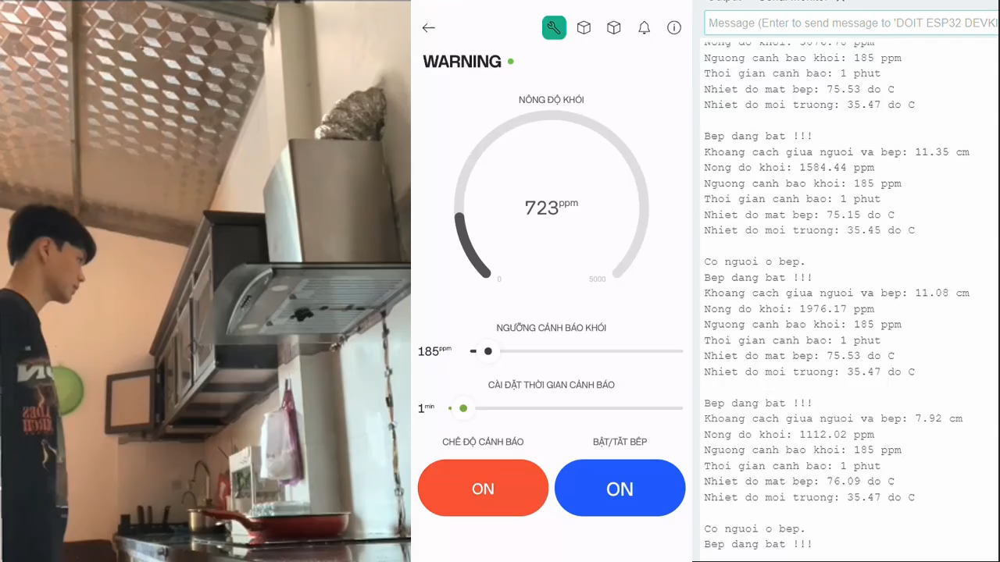 WARNING
NỒNG ĐỘ KHÓI
723ppm
0
5000
NGƯỠNG CẢNH BÁO KHÓI
185ppm
CÀI ĐẶT THỜI GIAN CẢNH BÁO
1min
CHẾ ĐỘ CẢNH BÁO
BẬT/TẮT BẾP
ON
ON
Message (Enter to send message to 'DOIT ESP32 DEVKI
Nguong canh bao khoi: 185 ppm
Thoi gian canh bao: 1 phut
Nhiet do mat bep: 75.53 do C
Nhiet do moi truong: 35.47 do C
Bep dang bat !!!
Khoang cach giua nguoi va bep: 11.35 cm
Nong do khoi: 1584.44 ppm
Nguong canh bao khoi: 185 ppm
Thoi gian canh bao: 1 phut
Nhiet do mat bep: 75.15 do C
Nhiet do moi truong: 35.45 do C
Co nguoi o bep.
Bep dang bat !!!
Khoang cach giua nguoi va bep: 11.08 cm
Nong do khoi: 1976.17 ppm
Nguong canh bao khoi: 185 ppm
Thoi gian canh bao: 1 phut
Nhiet do mat bep: 75.53 do C
Nhiet do moi truong: 35.47 do C
Bep dang bat !!!
Khoang cach giua nguoi va bep: 7.92 cm
Nong do khoi: 1112.02 ppm
Nguong canh bao khoi: 185 ppm
Thoi gian canh bao: 1 phut
Nhiet do mat bep: 76.09 do C
Nhiet do moi truong: 35.47 do C
Co nguoi o bep.
Bep dang bat !!!